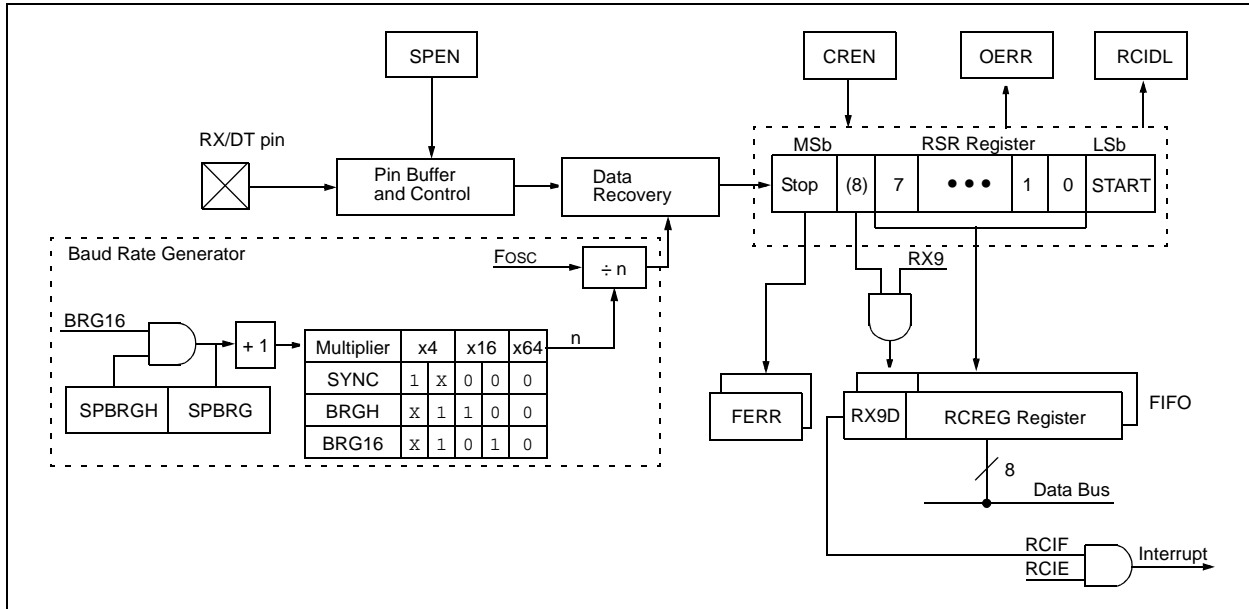 SPEN
CREN
OERR
RCIDL
RX/DT pin
Pin Buffer
and Control
Data
Recovery
MSb
RSR Register
LSb
Stop (8) 7 ••• 1 0 START
Baud Rate Generator
FOSC
÷ n
RX9
BRG16
+ 1
n
Multiplier x4 x16 x64
SYNC 1 X 0 0 0
BRGH X 1 1 0 0
BRG16 X 1 0 1 0
SPBRGH SPBRG
FERR
RX9D RCREG Register
FIFO
8
Data Bus
RCIF
RCIE
Interrupt